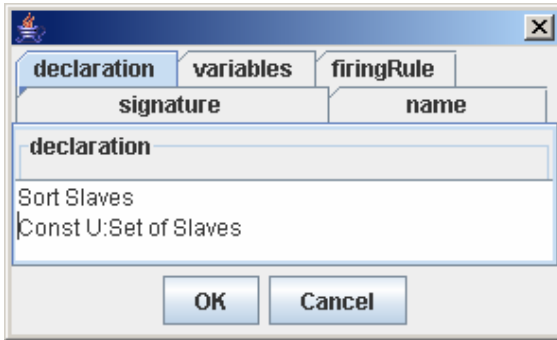 declaration variables firingRule
signature name
declaration
Sort Slaves
Const U:Set of Slaves
OK Cancel